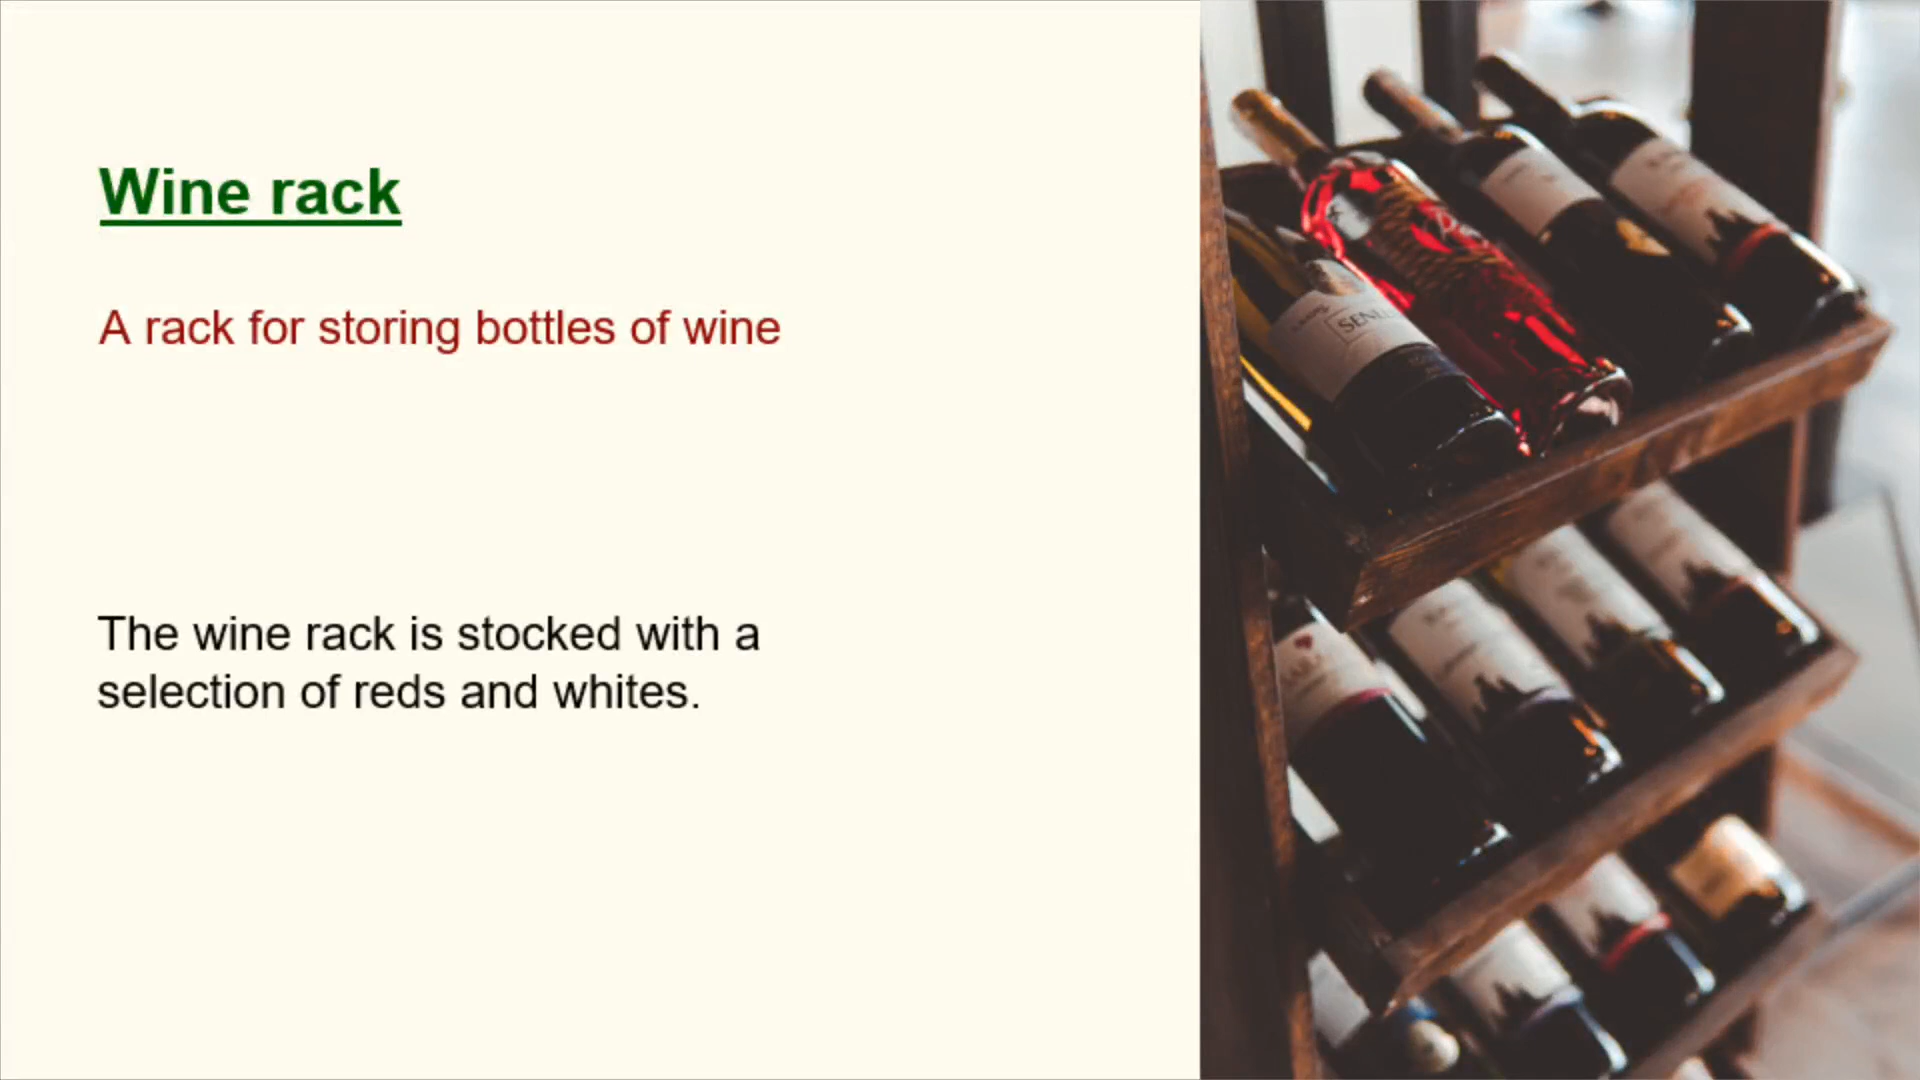 Wine rack
A rack for storing bottles of wine
The wine rack is stocked with a
selection of reds and whites.